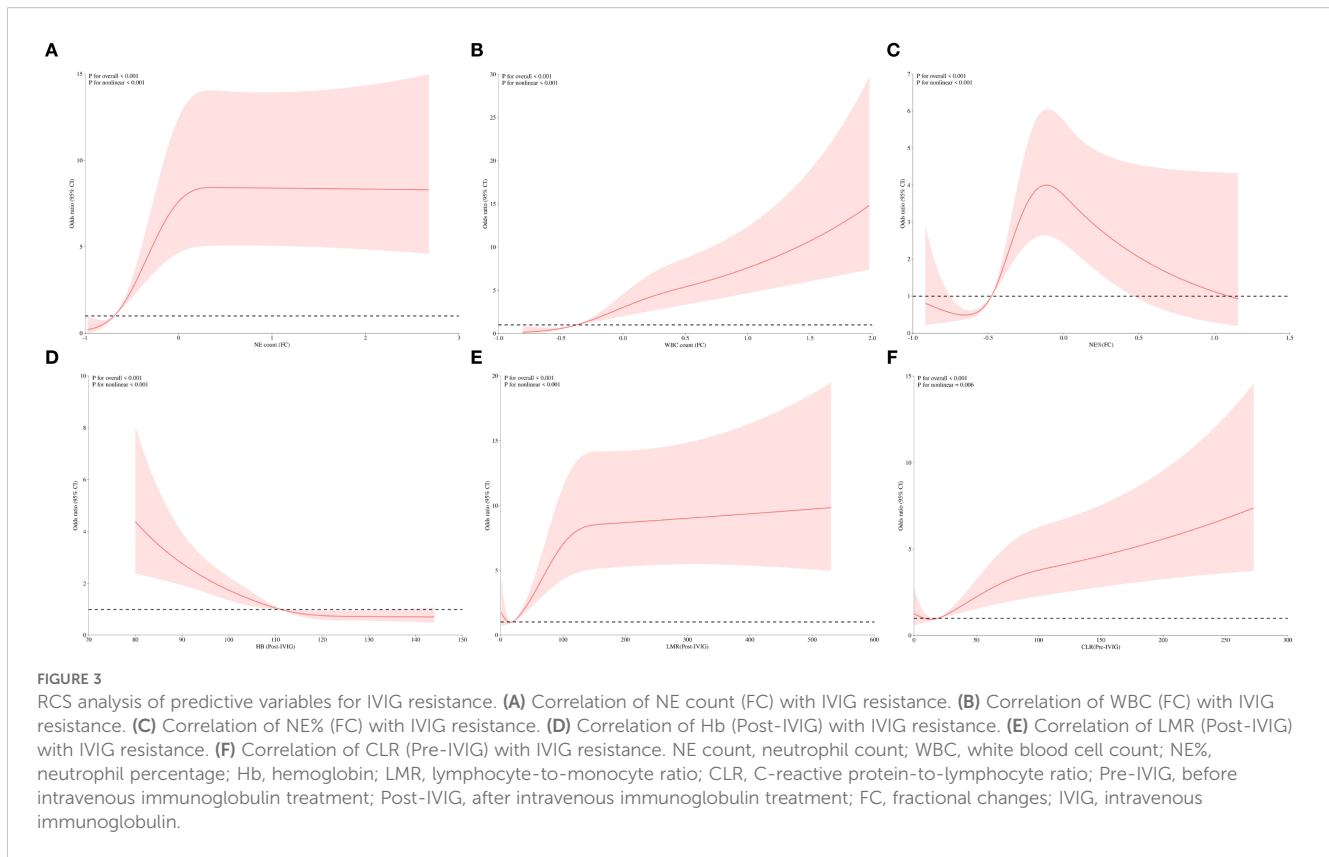 A
P for overall < 0.001
P for nonlinear < 0.001
15
10
5
0
Odds ratio (95% CI)
-1
0
1
2
3
NE count (FC)
B
P for overall < 0.001
P for nonlinear < 0.001
30
25
20
15
10
5
0
Odds ratio (95% CI)
-1.0
-0.5
0.0
0.5
1.0
1.5
2.0
WBC count (FC)
C
P for overall < 0.001
P for nonlinear < 0.001
7
6
5
4
3
2
1
0
Odds ratio (95% CI)
-1.0
-0.5
0.0
0.5
1.0
1.5
NE%(FC)
D
P for overall < 0.001
P for nonlinear < 0.001
10
8
6
4
2
0
Odds ratio (95% CI)
70
80
90
100
110
120
130
140
150
HB (Post-IVIG)
E
P for overall < 0.001
P for nonlinear < 0.001
20
15
10
5
0
Odds ratio (95% CI)
0
100
200
300
400
500
600
LMR(Post-IVIG)
F
P for overall < 0.001
P for nonlinear = 0.006
15
10
5
0
Odds ratio (95% CI)
0
50
100
150
200
250
300
CLR(Pre-IVIG)
FIGURE 3
RCS analysis of predictive variables for IVIG resistance. (A) Correlation of NE count (FC) with IVIG resistance. (B) Correlation of WBC (FC) with IVIG
resistance. (C) Correlation of NE% (FC) with IVIG resistance. (D) Correlation of Hb (Post-IVIG) with IVIG resistance. (E) Correlation of LMR (Post-IVIG)
with IVIG resistance. (F) Correlation of CLR (Pre-IVIG) with IVIG resistance. NE count, neutrophil count; WBC, white blood cell count; NE%,
neutrophil percentage; Hb, hemoglobin; LMR, lymphocyte-to-monocyte ratio; CLR, C-reactive protein-to-lymphocyte ratio; Pre-IVIG, before
intravenous immunoglobulin treatment; Post-IVIG, after intravenous immunoglobulin treatment; FC, fractional changes; IVIG, intravenous
immunoglobulin.